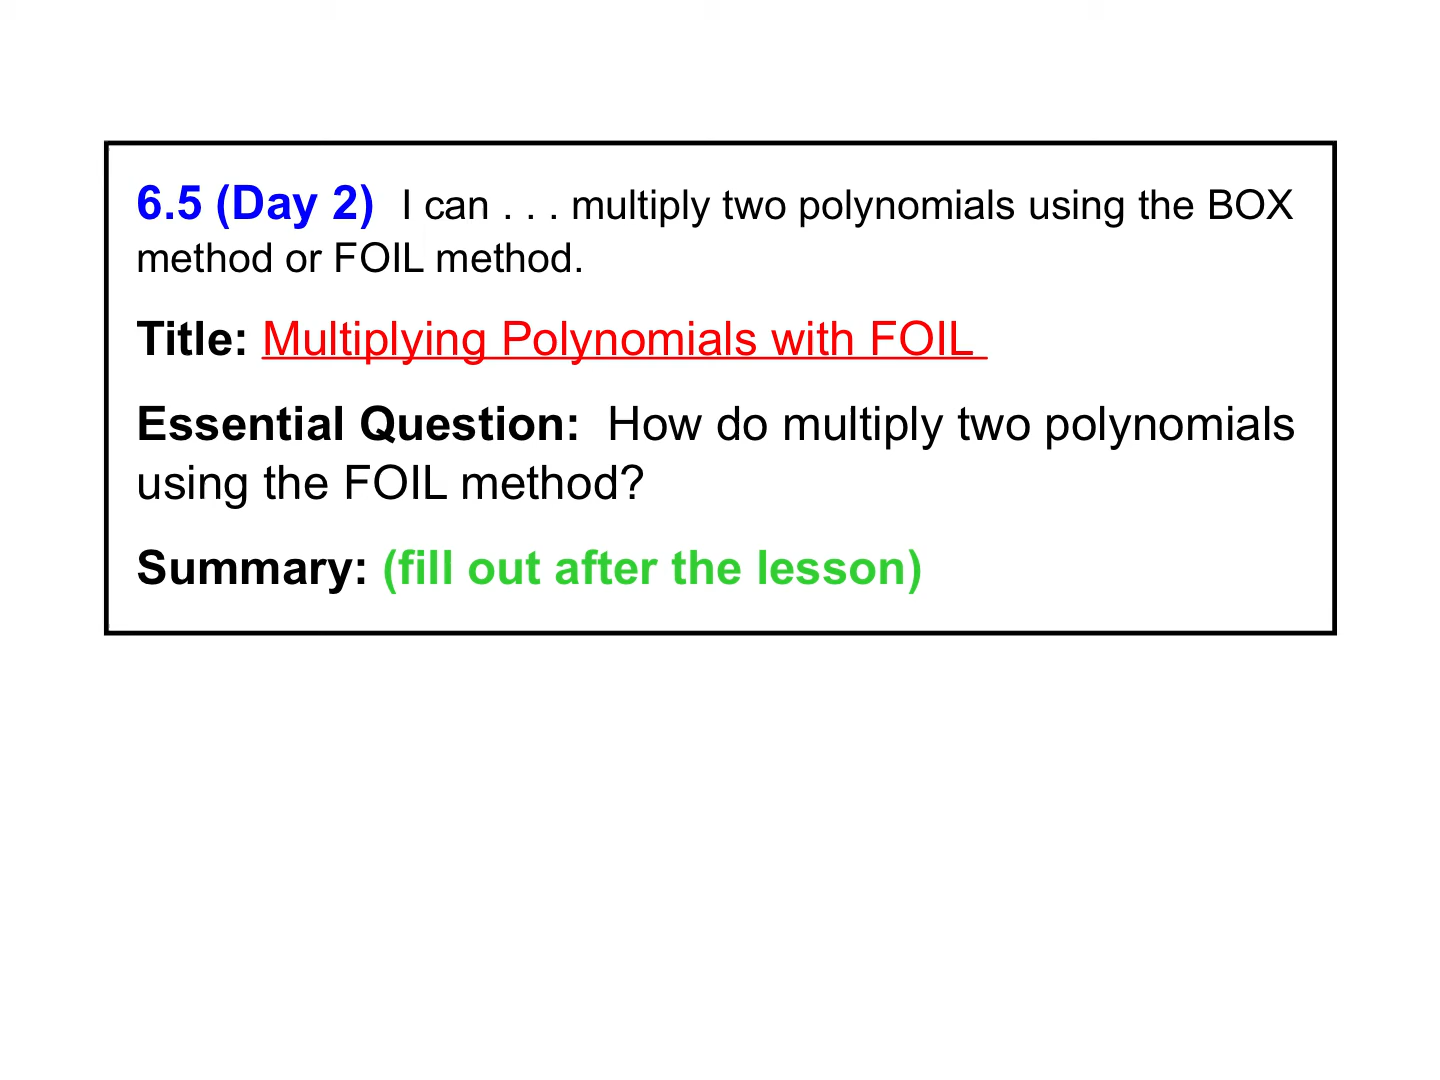 6.5 (Day 2) I can . . . multiply two polynomials using the BOX
method or FOIL method.
Title: Multiplying Polynomials with FOIL
Essential Question: How do multiply two polynomials
using the FOIL method?
Summary: (fill out after the lesson)